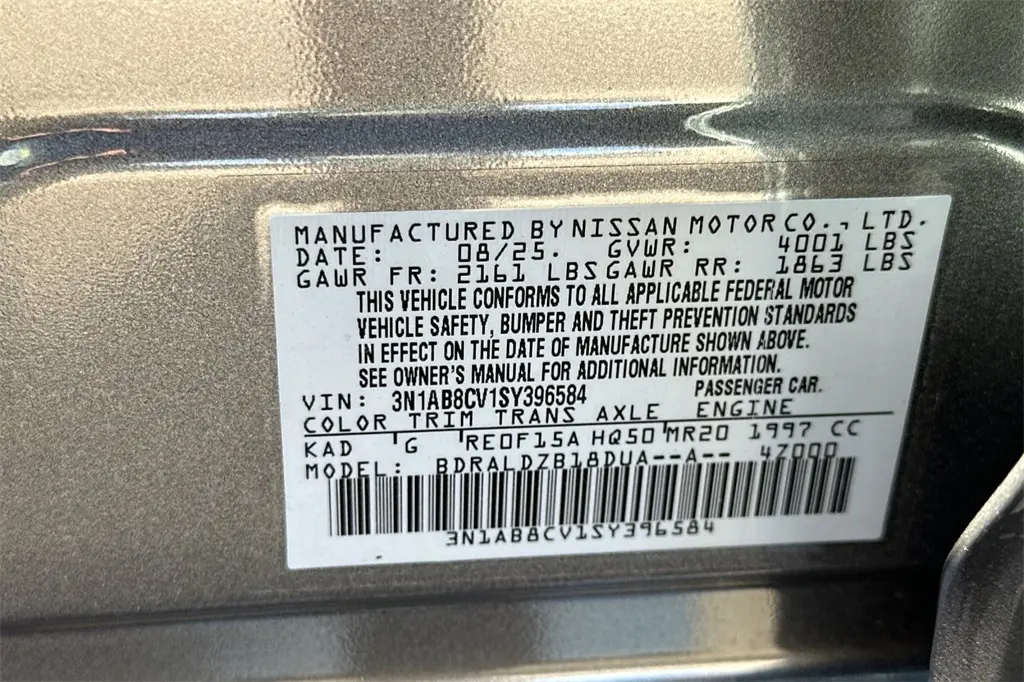 MANUFACTURED BY NISSAN MOTOR CO., LTD.
DATE: 08/25. GVWR: 4001 LBS
GAWR FR: 2161 LBS GAWR RR: 1863 LBS
THIS VEHICLE CONFORMS TO ALL APPLICABLE FEDERAL MOTOR
VEHICLE SAFETY, BUMPER AND THEFT PREVENTION STANDARDS
IN EFFECT ON THE DATE OF MANUFACTURE SHOWN ABOVE.
SEE OWNER'S MANUAL FOR ADDITIONAL INFORMATION.
VIN: 3N1AB8CV1SY396584 PASSENGER CAR.
COLOR TRIM TRANS AXLE ENGINE
KAD G RE0F15A HQ50 MR20 1997 CC
MODEL: BDRALDZB18DUA--A-- 47000
3N1AB8CV1SY396584